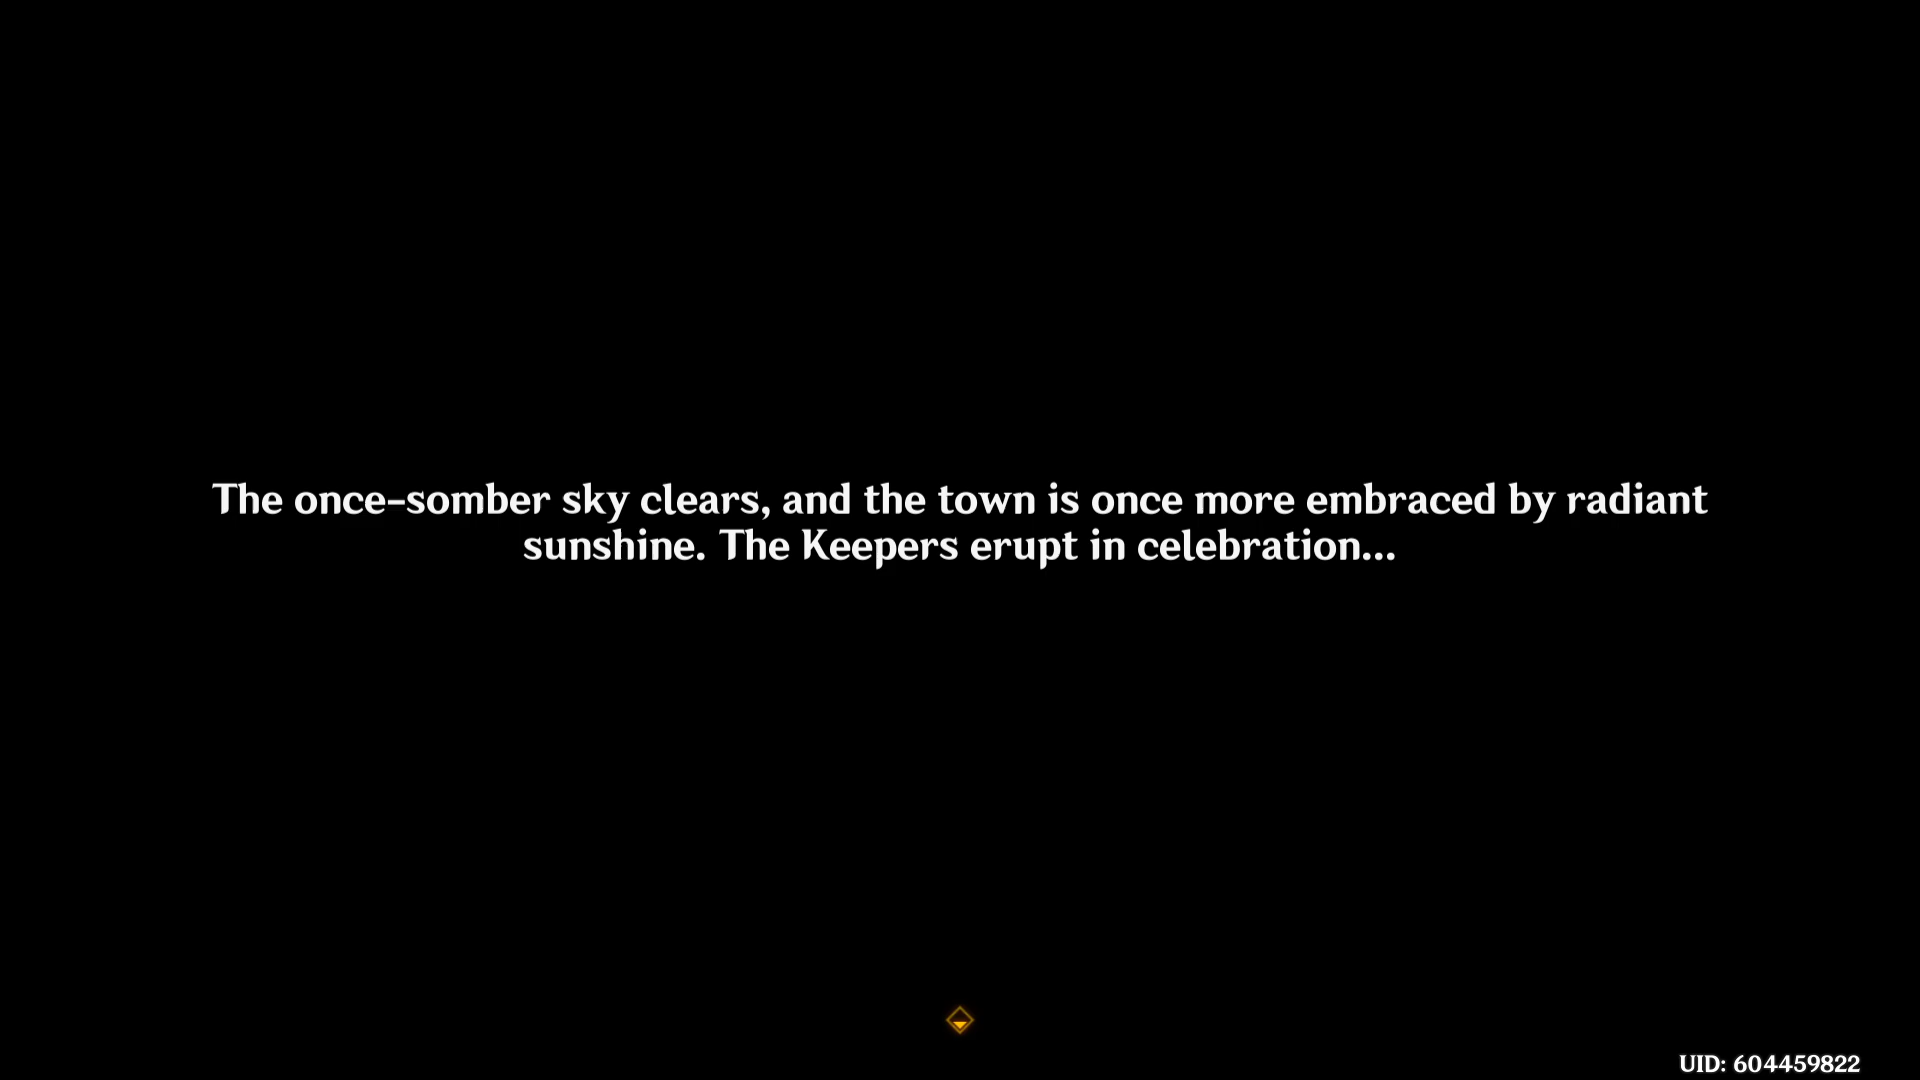 The once-somber sky clears, and the town is once more embraced by radiant
sunshine. The Keepers erupt in celebration...
UID: 604459822